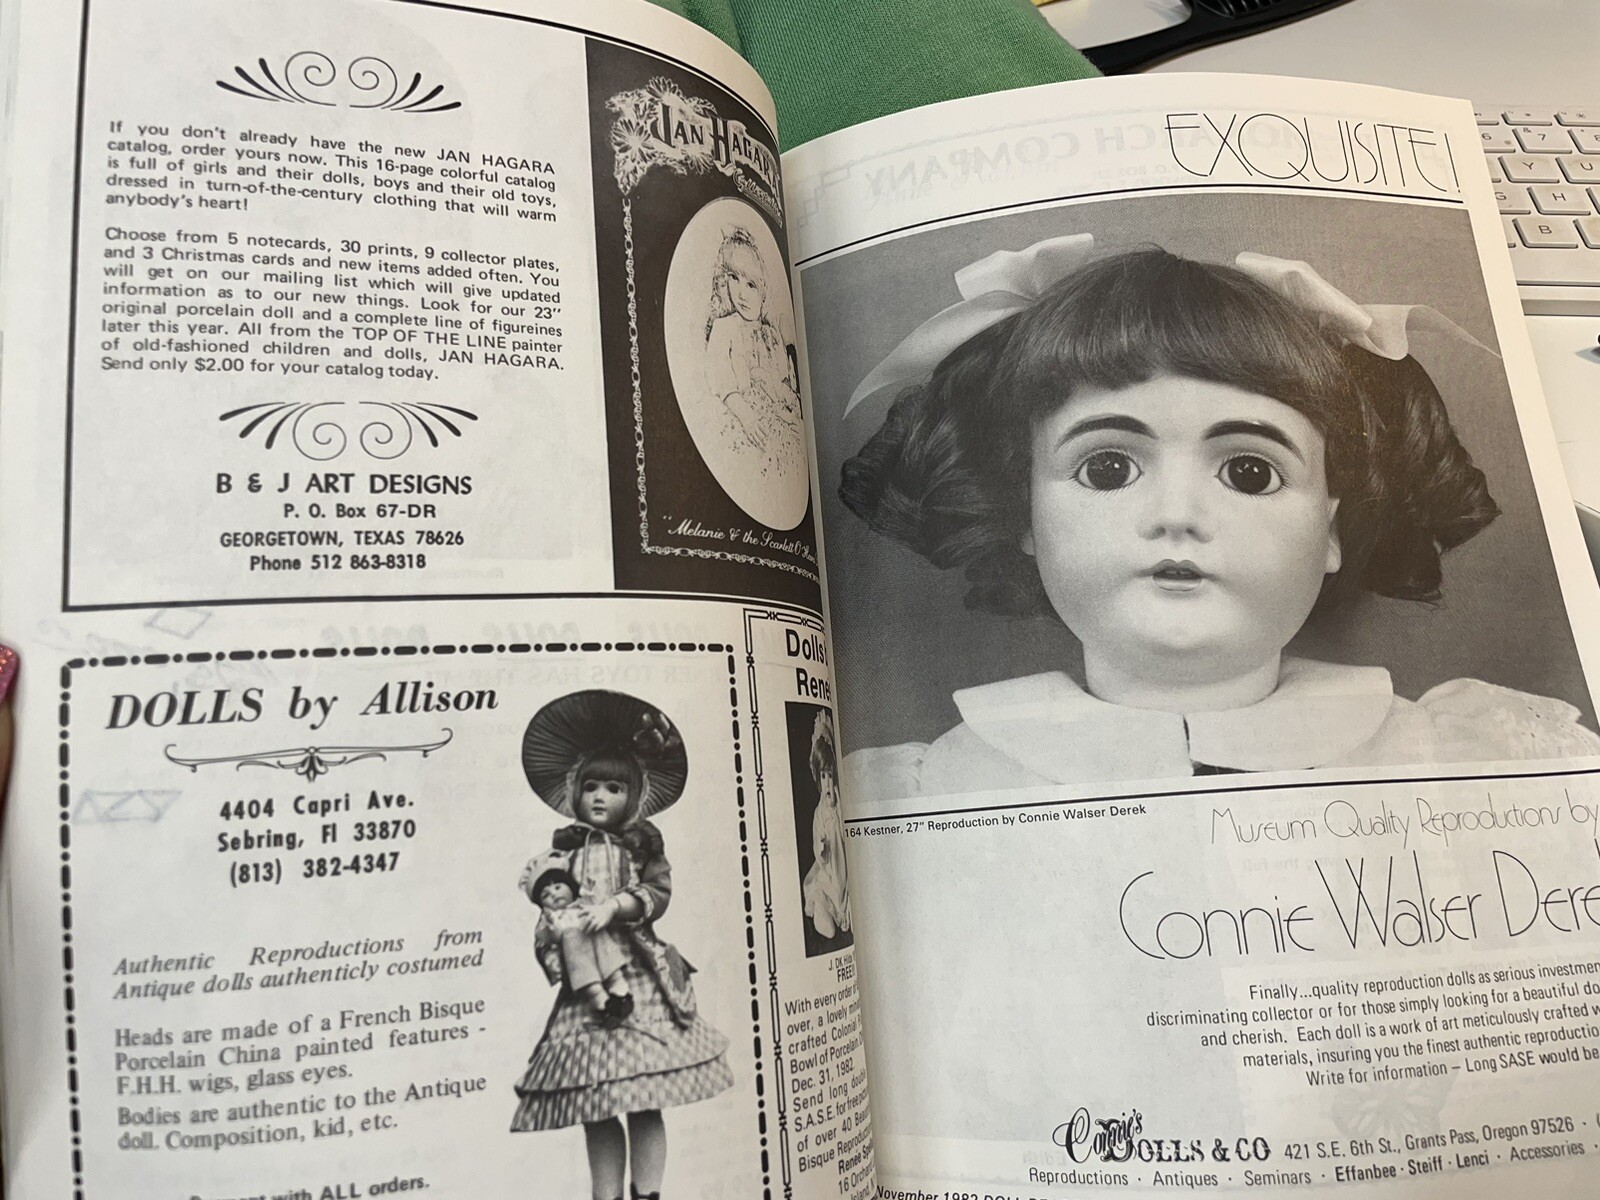 If you don't already have the new JAN HAGARA
catalog, order yours now. This 16-page colorful catalog
is full of girls and their dolls, boys and their old toys,
dressed in turn-of-the-century clothing that will warm
anybody's heart!
Choose from 5 notecards, 30 prints, 9 collector plates,
and 3 Christmas cards and new items added often. You
will get on our mailing list which will give updated
information as to our new things. Look for our 23"
original porcelain doll and a complete line of figureines
later this year. All from the TOP OF THE LINE painter
of old-fashioned children and dolls, JAN HAGARA.
Send only $2.00 for your catalog today.
B & J ART DESIGNS
P. O. Box 67-DR
GEORGETOWN, TEXAS 78626
Phone 512 863-8318
JAN HAGARA
"Melanie & the Scarlett O'
DOLLS by Allison
4404 Capri Ave.
Sebring, Fl 33870
(813) 382-4347
Authentic Reproductions from
Antique dolls authenticly costumed
Heads are made of a French Bisque
Porcelain China painted features -
F.H.H. wigs, glass eyes.
Bodies are authentic to the Antique
doll. Composition, kid, etc.
with ALL orders.
Dolls
Rene
FREE
With every order
over, a lovely
crafted Colonial
Bowl of Porcelain
Dec. 31, 1982
Send long
S.A.S.E. for free
of over 40
Bisque
Renée
16 Orchard
EXQUISITE!
164 Kestner, 27" Reproduction by Connie Walser Derek
Museum Quality Reproductions by
Connie Walser Dere
Finally...quality reproduction dolls as serious
discriminating collector or for those simply looking for a beautiful
and cherish. Each doll is a work of art meticulously crafted
materials, insuring you the finest authentic
Write for information – Long SASE would be
Connie's
DOLLS & CO 421 S.E. 6th St., Grants Pass, Oregon 97526 ·
Reproductions · Antiques · Seminars · Effanbee · Steiff · Lenci · Accessories ·
November 1982